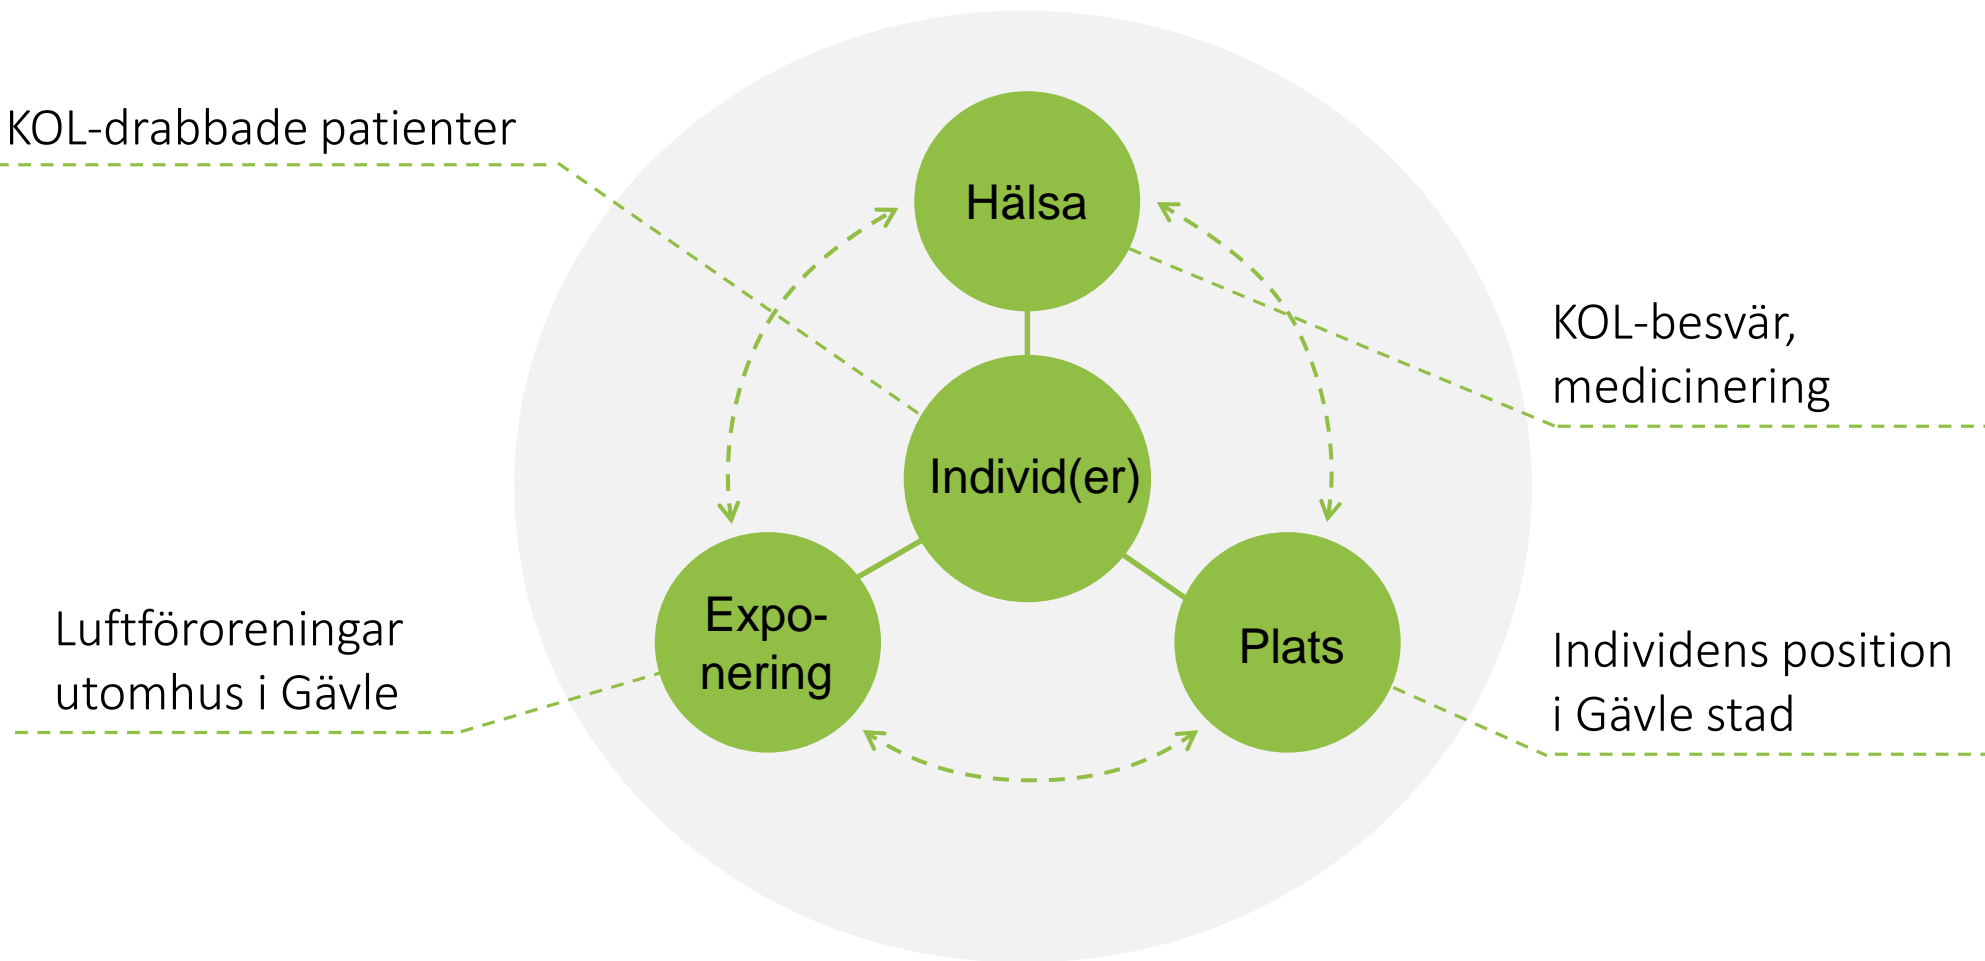 KOL-drabbade patienter
Hälsa
KOL-besvär,
medicinering
Individ(er)
Expo-
nering
Plats
Luftföroreningar
utomhus i Gävle
Individens position
i Gävle stad